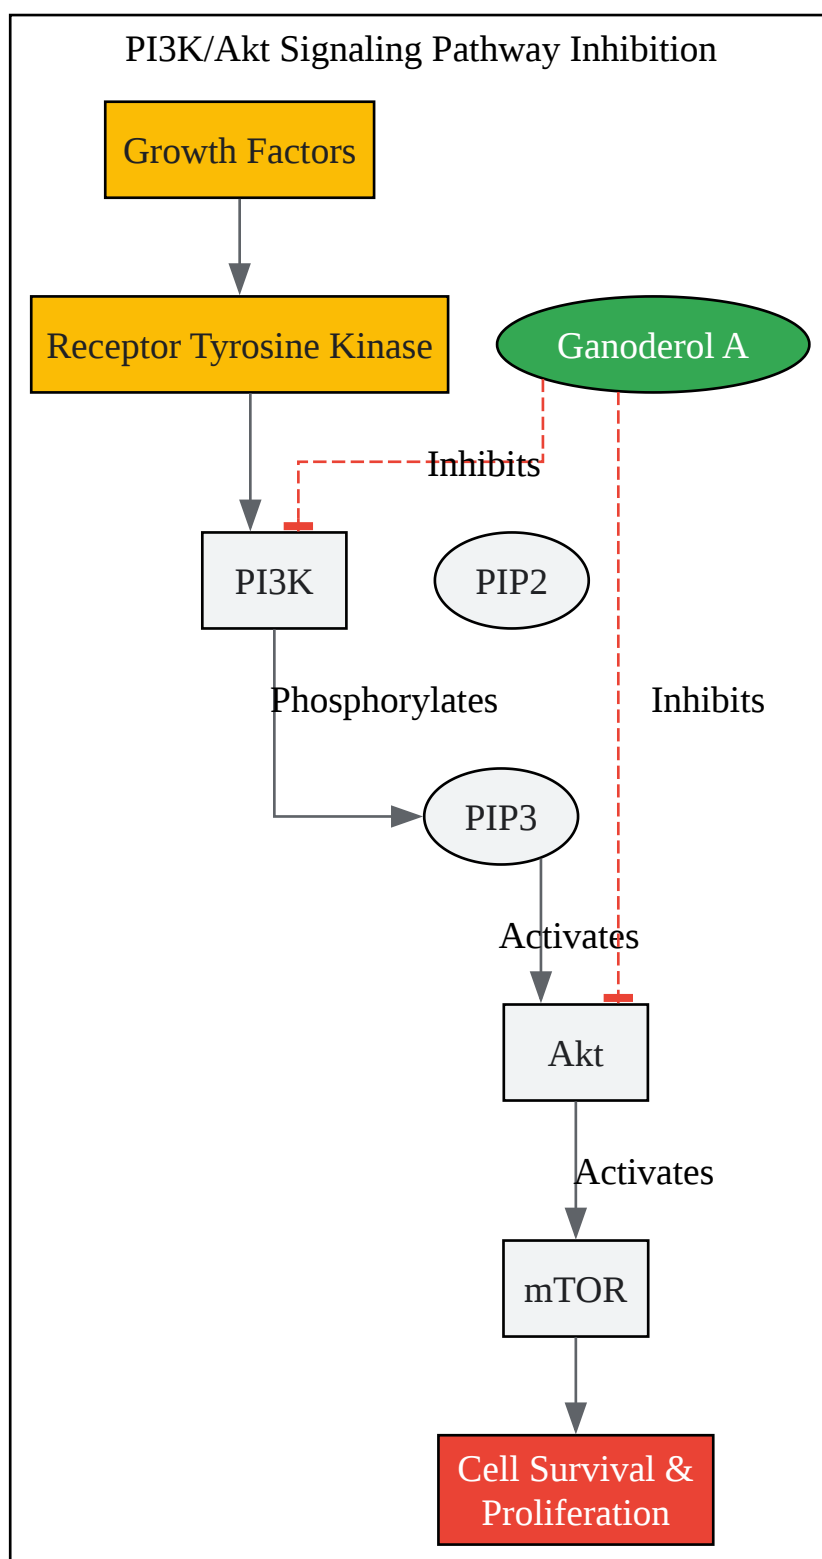 PI3K/Akt Signaling Pathway Inhibition
Growth Factors
Receptor Tyrosine Kinase
Ganoderol A
Inhibits
PI3K
PIP2
Phosphorylates
Inhibits
PIP3
Activates
Akt
Activates
mTOR
Cell Survival &
Proliferation